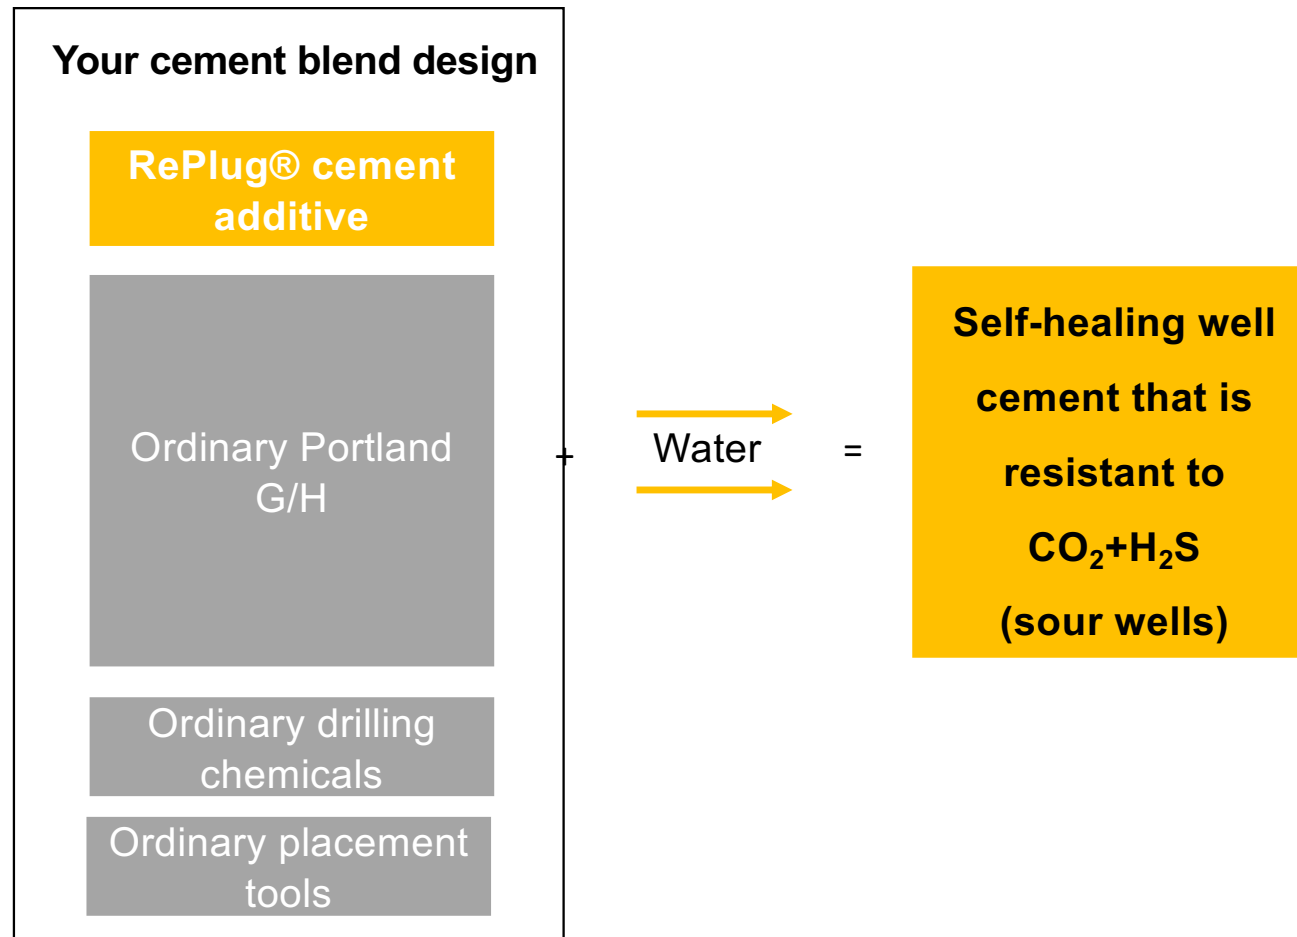 Your cement blend design
RePlug® cement
additive
Ordinary Portland
G/H
Ordinary drilling
chemicals
Ordinary placement
tools
+
Water
=
Self-healing well
cement that is
resistant to
CO₂+H₂S
(sour wells)